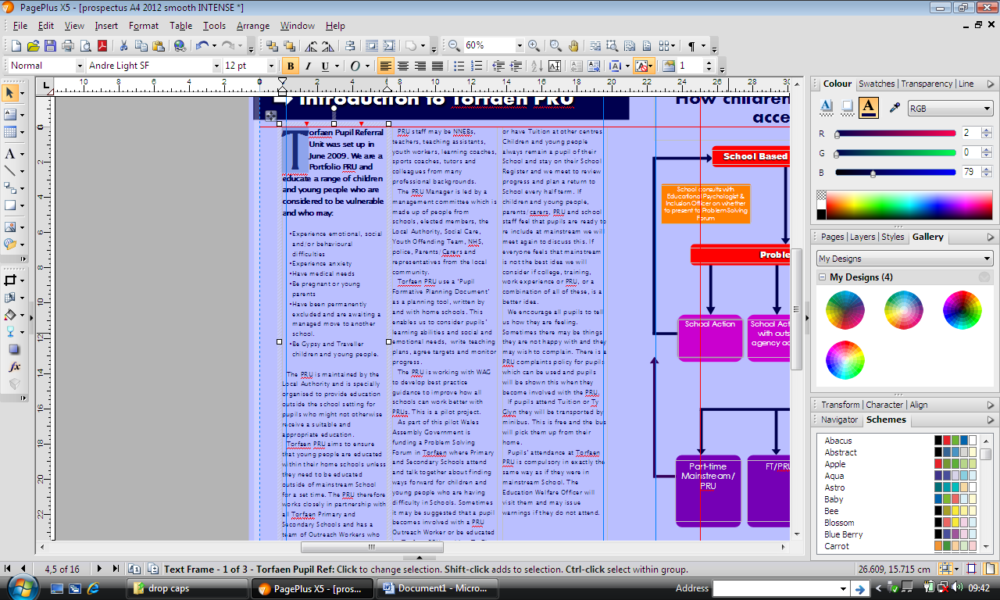 PagePlus X5 - [prospectus A4 2012 smooth INTENSE *]
File Edit View Insert Format Table Tools Arrange Window Help
60%
Normal Andre Light SF 12 pt B I U O 1
10 8 6 4 2 0 2 4 6 8 10 12 14 16 18 20 22 24 26 28 30
Introduction to Torfaen PRU
Torfaen Pupil Referral
Unit was set up in
June 2009. We are a
Portfolio PRU and
educate a range of children
and young people who are
considered to be vulnerable
and who may:
•Experience emotional, social
and/or behavioural
difficulties
•Experience anxiety
•Have medical needs
•Be pregnant or young
parents
•Have been permanently
excluded and are awaiting a
managed move to another
school.
•Be Gypsy and Traveller
children and young people.
The PRU is maintained by the
Local Authority and is specially
organised to provide education
outside the school setting for
pupils who might not otherwise
receive a suitable and
appropriate education.
Torfaen PRU aims to ensure
that young people are educated
within their home schools unless
they need to be educated
outside of mainstream School
for a set time. The PRU therefore
works closely in partnership with
all Torfaen Primary and
Secondary Schools and has a
team of Outreach Workers who
PRU staff may be NNEBs,
teachers, teaching assistants,
youth workers, learning coaches,
sports coaches, tutors and
colleagues from many
professional backgrounds.
The PRU Manager is led by a
management committee which is
made up of people from
schools, elected members, the
Local Authority, Social Care,
Youth Offending Team, NHS,
police, Parents/Carers and
representatives from the local
community.
Torfaen PRU use a 'Pupil
Formative Planning Document'
as a planning tool, written by
and with home schools. This
enables us to consider pupils'
learning abilities and social and
emotional needs, write teaching
plans, agree targets and monitor
progress.
The PRU is working with WAG
to develop best practice
guidance to improve how all
schools can work better with
PRUs. This is a pilot project.
As part of this pilot Wales
Assembly Government is
funding a Problem Solving
Forum in Torfaen where Primary
and Secondary Schools attend
and talk together about finding
ways forward for children and
young people who are having
difficulty in Schools. Sometimes
it may be suggested that a pupil
becomes involved with a PRU
Outreach Worker or be educated
or have Tuition at other centres
Children and young people
always remain a pupil of their
School and stay on their School
Register and we meet to review
progress and plan a return to
School every half term. If
children and young people,
parents/carers, PRU and school
staff feel that pupils are ready to
re include at mainstream we will
meet again to discuss this. If
everyone feels that mainstream
is not the best idea we will
consider if college, training,
work experience or PRU, or a
combination of all of these, is a
better idea.
We encourage all pupils to tell
us how they are feeling.
Sometimes there may be things
they are not happy with and they
may wish to complain. There is a
PRU complaints policy for pupils
which can be used and pupils
will be shown this when they
become involved with the PRU.
If pupils attend Tuition or Ty
Glyn they will be transported by
minibus. This is free and the bus
will pick them up from their
home.
Pupils' attendance at Torfaen
PRU is compulsory in exactly the
same way as if they were in
mainstream School. The
Education Welfare Officer will
visit them and may issue
warnings if they do not attend.
How children
acce
School Based
School consults with
Educational Psychologist &
Inclusion Officer on whether
to present to Problem Solving
Forum
Proble
School Action
School Act
with outs
agency ac
Part-time
Mainstream/
PRU
FT/PRU
Colour Swatches Transparency Line
A RGB
R 2
G 0
B 79
Pages Layers Styles Gallery
My Designs
My Designs (4)
Transform Character Align
Navigator Schemes
Abacus
Abstract
Apple
Aqua
Astro
Baby
Bee
Blossom
Blue Berry
Carrot
4,5 of 16 Text Frame - 1 of 3 - Torfaen Pupil Ref: Click to change selection. Shift-click adds to selection. Ctrl-click select within group. 26.609, 15.715 cm
drop caps PagePlus X5 - [pros... Document1 - Micro... Address 09:42